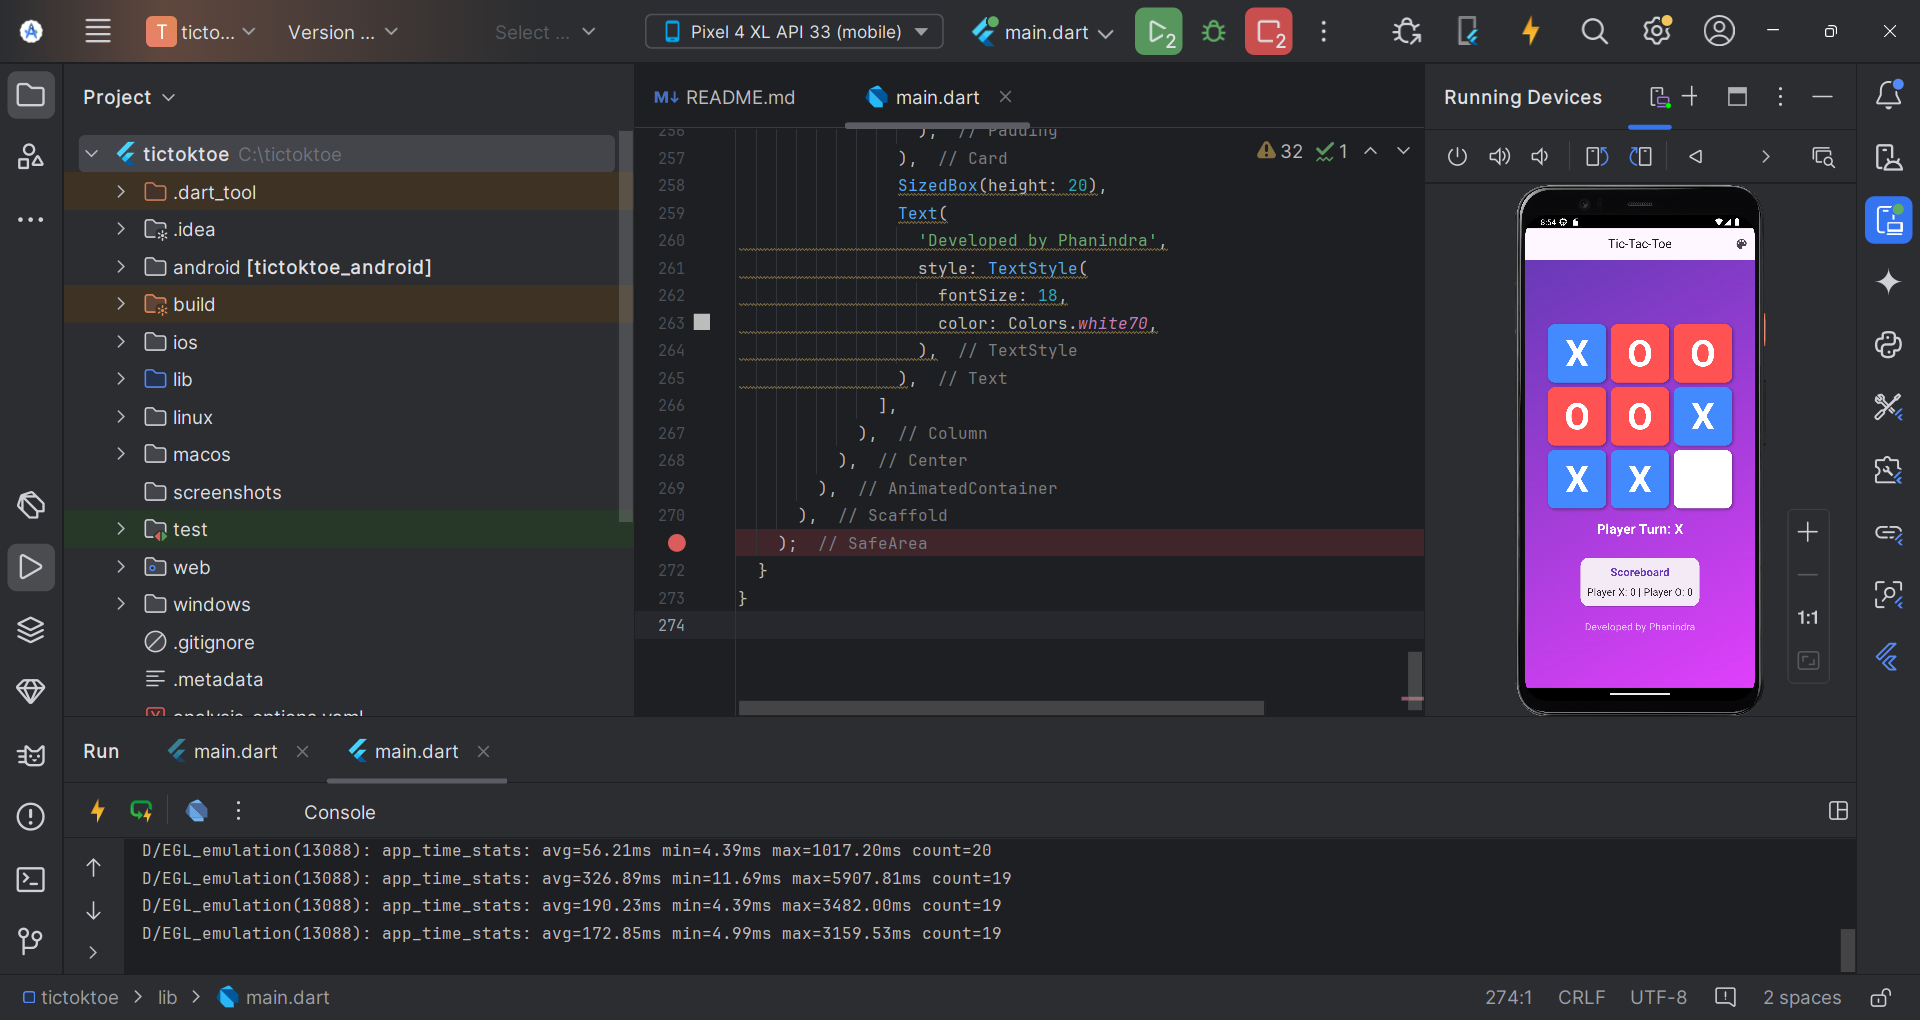 T ticto... Version ... Select ... Pixel 4 XL API 33 (mobile) main.dart 2 2
Project
tictoktoe C:\tictoktoe
.dart_tool
.idea
android [tictoktoe_android]
build
ios
lib
linux
macos
screenshots
test
web
windows
.gitignore
.metadata
analysis_options.yaml
M↓ README.md main.dart
256 ), // Padding
257 ), // Card
258 SizedBox(height: 20),
259 Text(
260 'Developed by Phanindra',
261 style: TextStyle(
262 fontSize: 18,
263 color: Colors.white70,
264 ), // TextStyle
265 ), // Text
266 ],
267 ), // Column
268 ), // Center
269 ), // AnimatedContainer
270 ), // Scaffold
); // SafeArea
272 }
273 }
274
32 1
Running Devices
8:54
Tic-Tac-Toe
X O O
O O X
X X
Player Turn: X
Scoreboard
Player X: 0 | Player O: 0
Developed by Phanindra
1:1
Run main.dart main.dart
Console
D/EGL_emulation(13088): app_time_stats: avg=56.21ms min=4.39ms max=1017.20ms count=20
D/EGL_emulation(13088): app_time_stats: avg=326.89ms min=11.69ms max=5907.81ms count=19
D/EGL_emulation(13088): app_time_stats: avg=190.23ms min=4.39ms max=3482.00ms count=19
D/EGL_emulation(13088): app_time_stats: avg=172.85ms min=4.99ms max=3159.53ms count=19
tictoktoe > lib > main.dart
274:1 CRLF UTF-8 2 spaces